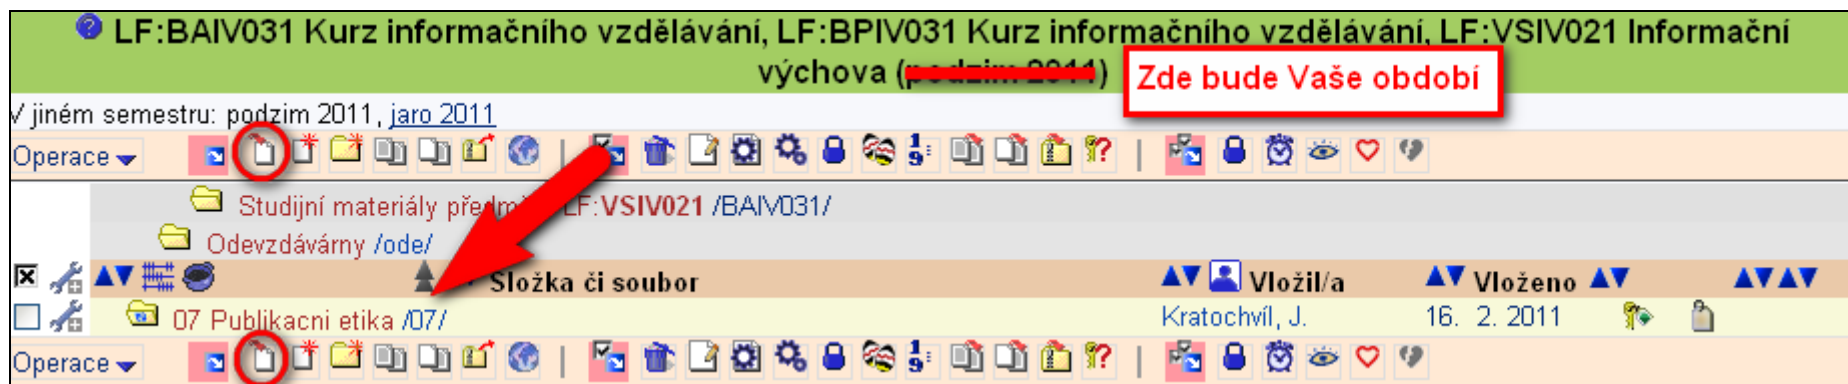 LF:BAIV031 Kurz informačního vzdělávání, LF:BPIV031 Kurz informačního vzdělávání, LF:VSIV021 Informační
výchova (podzim 2011)
Zde bude Vaše období
V jiném semestru: podzim 2011, jaro 2011
Operace
Studijní materiály LF:VSIV021 /BAIV031/
Odevzdávárny /ode/
Složka či soubor Vložil/a Vloženo
07 Publikacni etika /07/ Kratochvíl, J. 16. 2. 2011
Operace